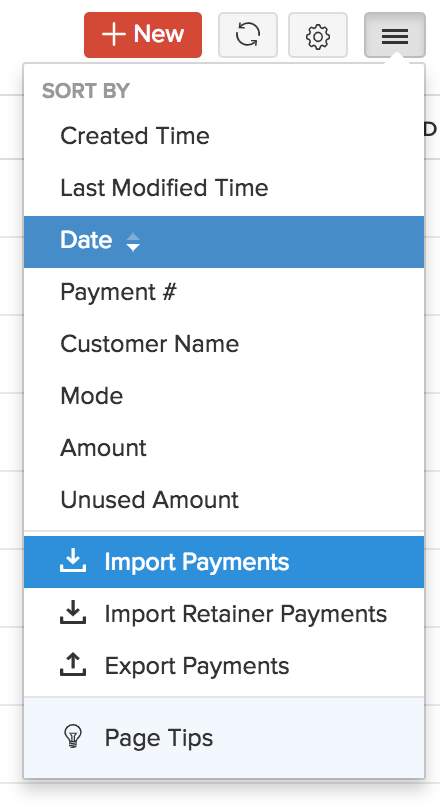 + New
SORT BY
D
Created Time
Last Modified Time
Date
Payment #
Customer Name
Mode
Amount
Unused Amount
Import Payments
Import Retainer Payments
Export Payments
Page Tips